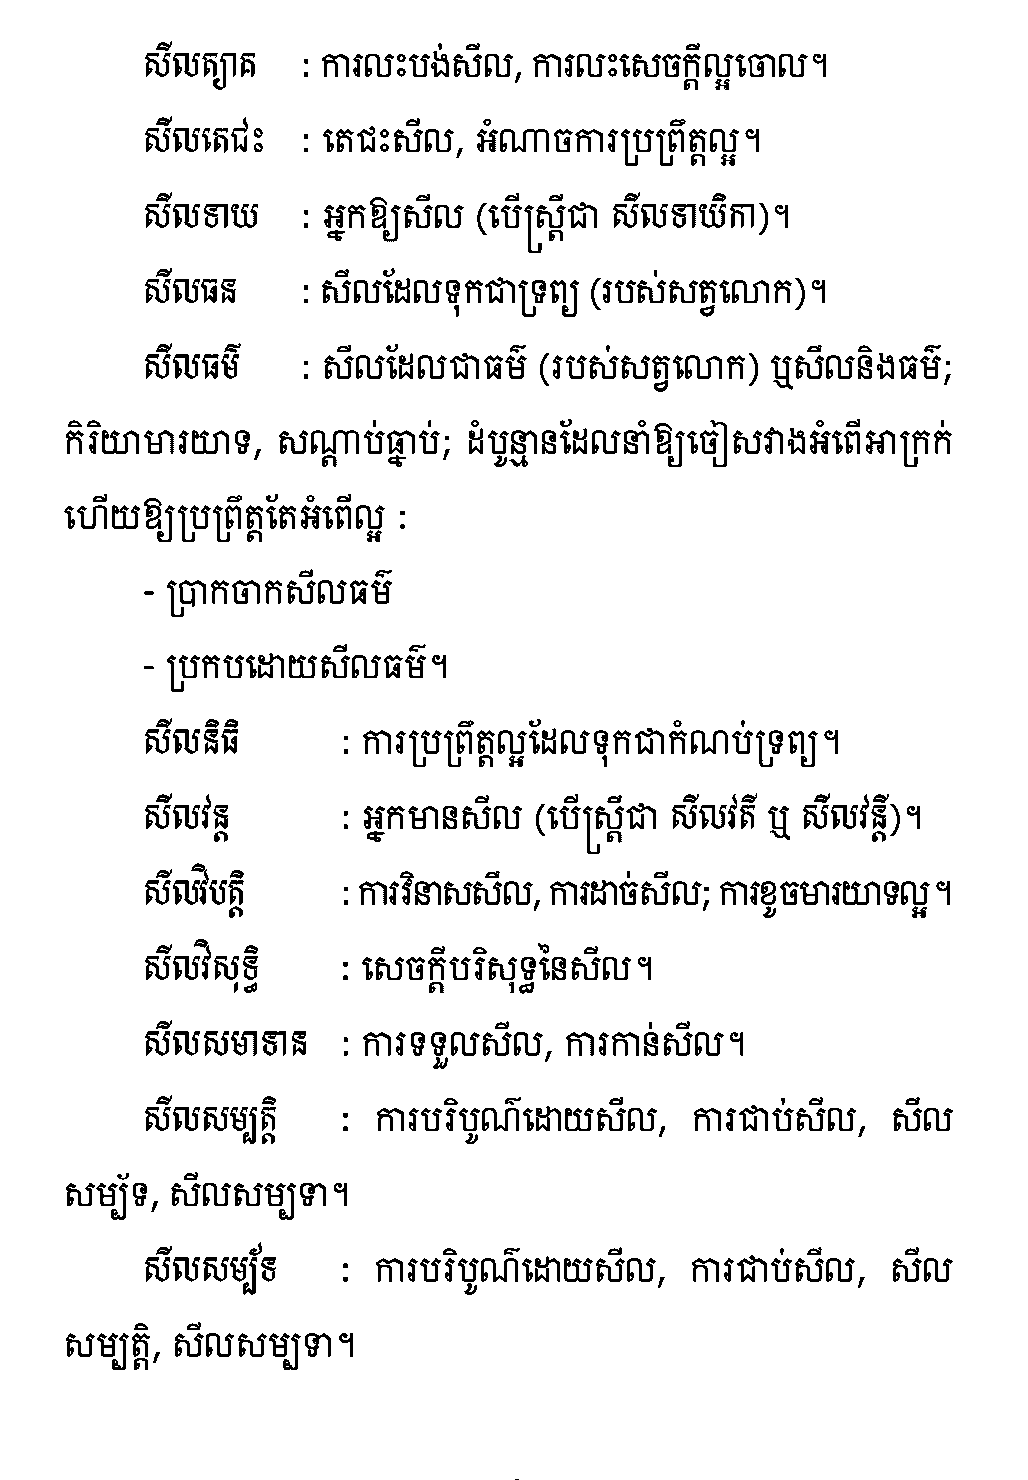 សីលត្យាគ : ការលះបង់សីល, ការលះសេចក្តីល្អចោល។
សីលតេជះ : តេជះសីល, អំណាចការប្រព្រឹត្តល្អ។
សីលទាយ : អ្នកឱ្យសីល (បើស្ត្រីជា សីលទាយិកា)។
សីលធន : សីលដែលទុកជាទ្រព្យ (របស់សត្វលោក)។
សីលធម៌ : សីលដែលជាធម៌ (របស់សត្វលោក) ឬសីលនិងធម៌;
កិរិយាមារយាទ, សណ្តាប់ធ្នាប់; ដំបូន្មានដែលនាំឱ្យចៀសវាងអំពើអាក្រក់
ហើយឱ្យប្រព្រឹត្តតែអំពើល្អ :
- ប្រាកចាកសីលធម៌
- ប្រកបដោយសីលធម៌។
សីលនិធិ : ការប្រព្រឹត្តល្អដែលទុកជាកំណប់ទ្រព្យ។
សីលវ័ន្ត : អ្នកមានសីល (បើស្ត្រីជា សីលវ័តី ឬ សីលវ័ន្តី)។
សីលវិបត្តិ : ការវិនាសសីល, ការដាច់សីល; ការខូចមារយាទល្អ។
សីលវិសុទ្ធិ : សេចក្តីបរិសុទ្ធនៃសីល។
សីលសមាទាន : ការទទួលសីល, ការកាន់សីល។
សីលសម្បត្តិ : ការបរិបូណ៌ដោយសីល, ការជាប់សីល, សីល
សម្ប័ទ, សីលសម្បទា។
សីលសម្ប័ទ : ការបរិបូណ៌ដោយសីល, ការជាប់សីល, សីល
សម្បត្តិ, សីលសម្បទា។